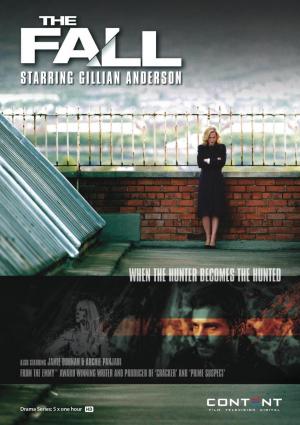 THE
FALL
STARRING GILLIAN ANDERSON
WHEN THE HUNTER BECOMES THE HUNTED
ALSO STARRING JAMIE DORNAN & ARCHIE PANJABI
FROM THE EMMY™ AWARD WINNING WRITER AND PRODUCER OF 'CRACKER' AND 'PRIME SUSPECT'
Drama Series: 5 x one hour HD
CONTENT
FILM TELEVISION DIGITAL